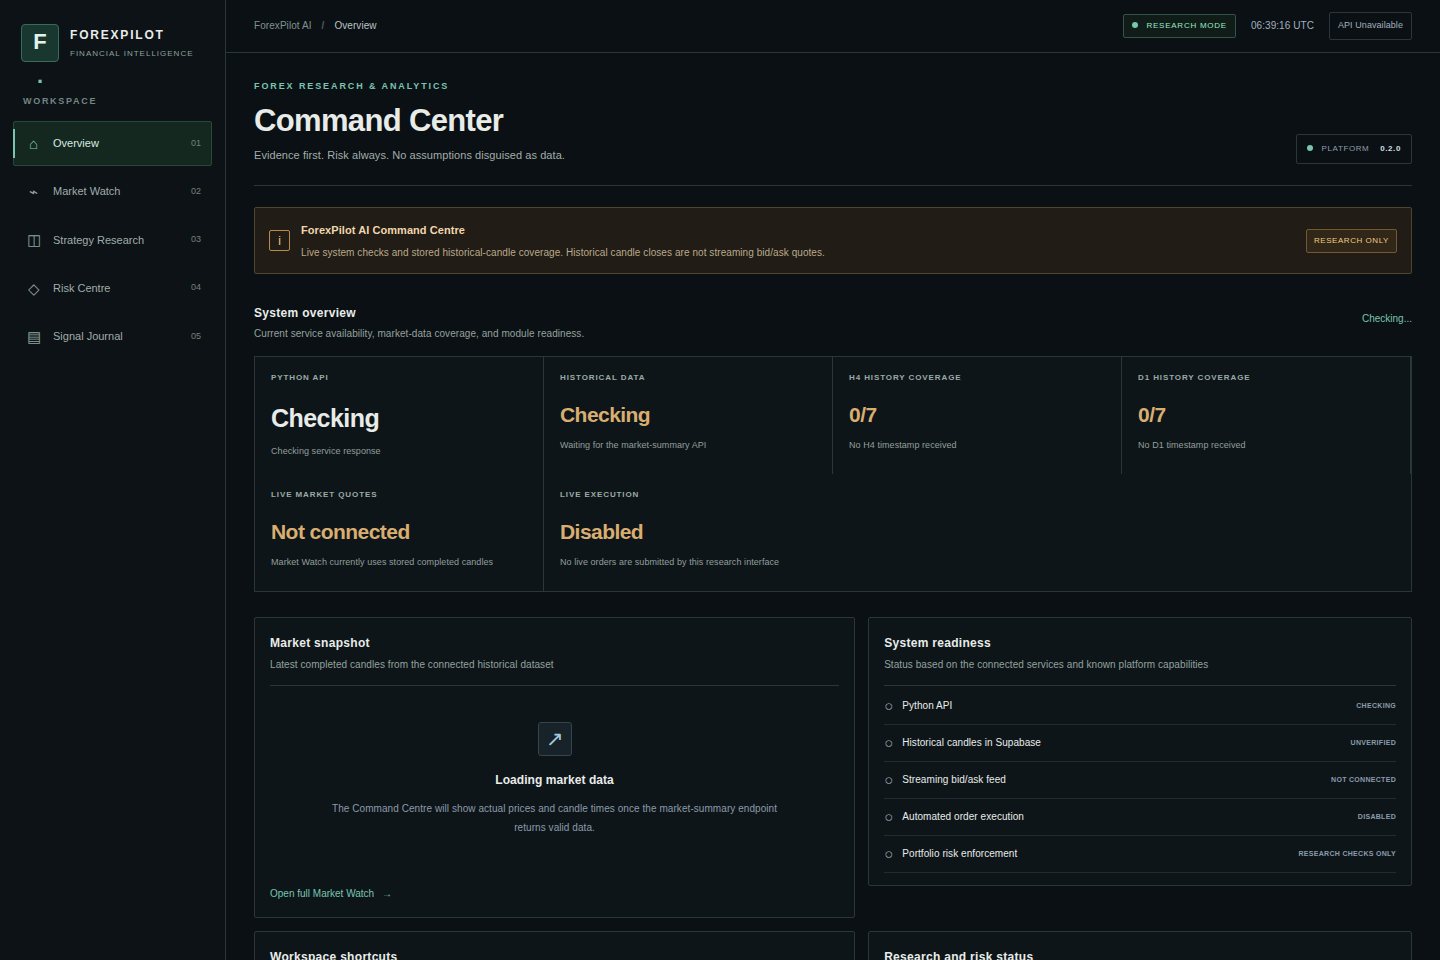 F
FOREXPILOT
FINANCIAL INTELLIGENCE
WORKSPACE
Overview 01
Market Watch 02
Strategy Research 03
Risk Centre 04
Signal Journal 05
ForexPilot AI / Overview
RESEARCH MODE
06:39:16 UTC
API Unavailable
FOREX RESEARCH & ANALYTICS
Command Center
Evidence first. Risk always. No assumptions disguised as data.
PLATFORM 0.2.0
i
ForexPilot AI Command Centre
Live system checks and stored historical-candle coverage. Historical candle closes are not streaming bid/ask quotes.
RESEARCH ONLY
System overview
Current service availability, market-data coverage, and module readiness.
Checking...
PYTHON API
Checking
Checking service response
HISTORICAL DATA
Checking
Waiting for the market-summary API
H4 HISTORY COVERAGE
0/7
No H4 timestamp received
D1 HISTORY COVERAGE
0/7
No D1 timestamp received
LIVE MARKET QUOTES
Not connected
Market Watch currently uses stored completed candles
LIVE EXECUTION
Disabled
No live orders are submitted by this research interface
Market snapshot
Latest completed candles from the connected historical dataset
↗
Loading market data
The Command Centre will show actual prices and candle times once the market-summary endpoint
returns valid data.
Open full Market Watch →
System readiness
Status based on the connected services and known platform capabilities
Python API CHECKING
Historical candles in Supabase UNVERIFIED
Streaming bid/ask feed NOT CONNECTED
Automated order execution DISABLED
Portfolio risk enforcement RESEARCH CHECKS ONLY
Workspace shortcuts
Research and risk status